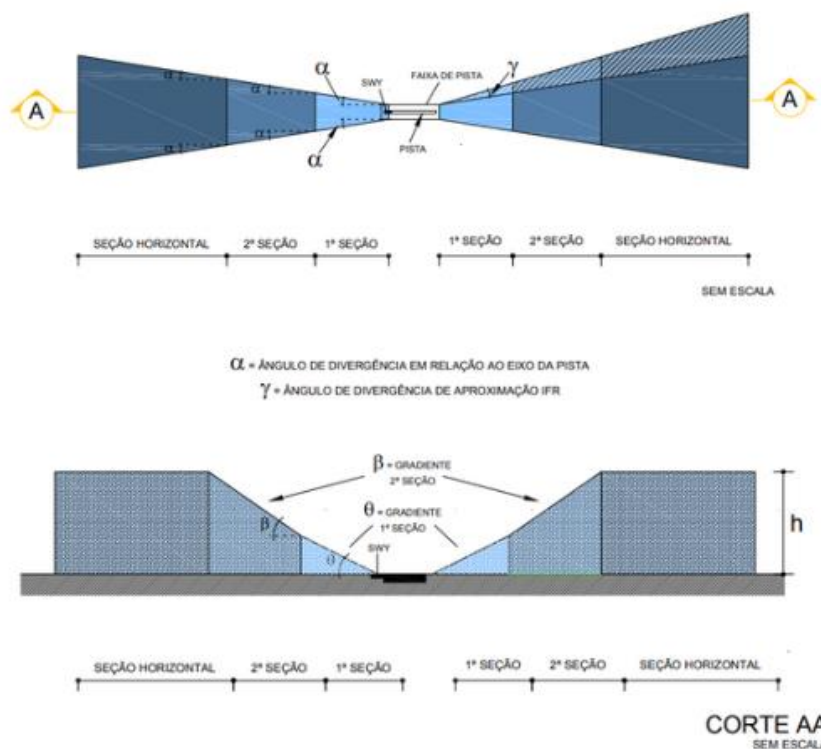 α
γ
SWY
FAIXA DE PISTA
A
α
α
A
α
α
α
PISTA
SEÇÃO HORIZONTAL 2ª SEÇÃO 1ª SEÇÃO 1ª SEÇÃO 2ª SEÇÃO SEÇÃO HORIZONTAL
SEM ESCALA
α = ÂNGULO DE DIVERGÊNCIA EM RELAÇÃO AO EIXO DA PISTA
γ = ÂNGULO DE DIVERGÊNCIA DE APROXIMAÇÃO IFR
β = GRADIENTE
2ª SEÇÃO
θ = GRADIENTE
1ª SEÇÃO
β
h
SWY
θ
SEÇÃO HORIZONTAL 2ª SEÇÃO 1ª SEÇÃO 1ª SEÇÃO 2ª SEÇÃO SEÇÃO HORIZONTAL
CORTE AA
SEM ESCAL